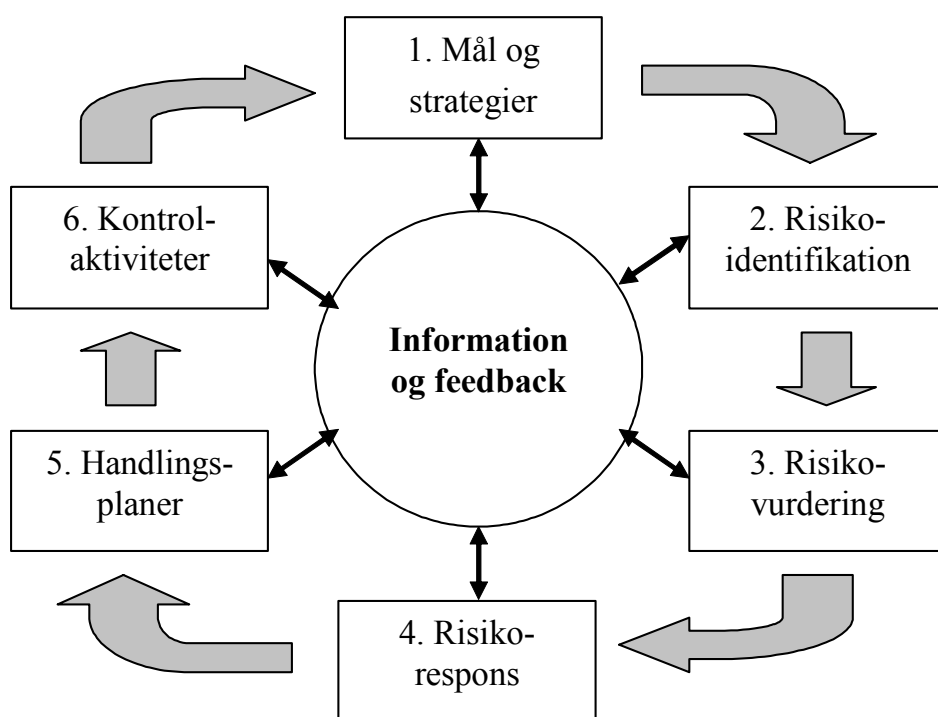 1. Mål og
strategier
2. Risiko-
identifikation
3. Risiko-
vurdering
4. Risiko-
respons
5. Handlings-
planer
6. Kontrol-
aktiviteter
Information
og feedback